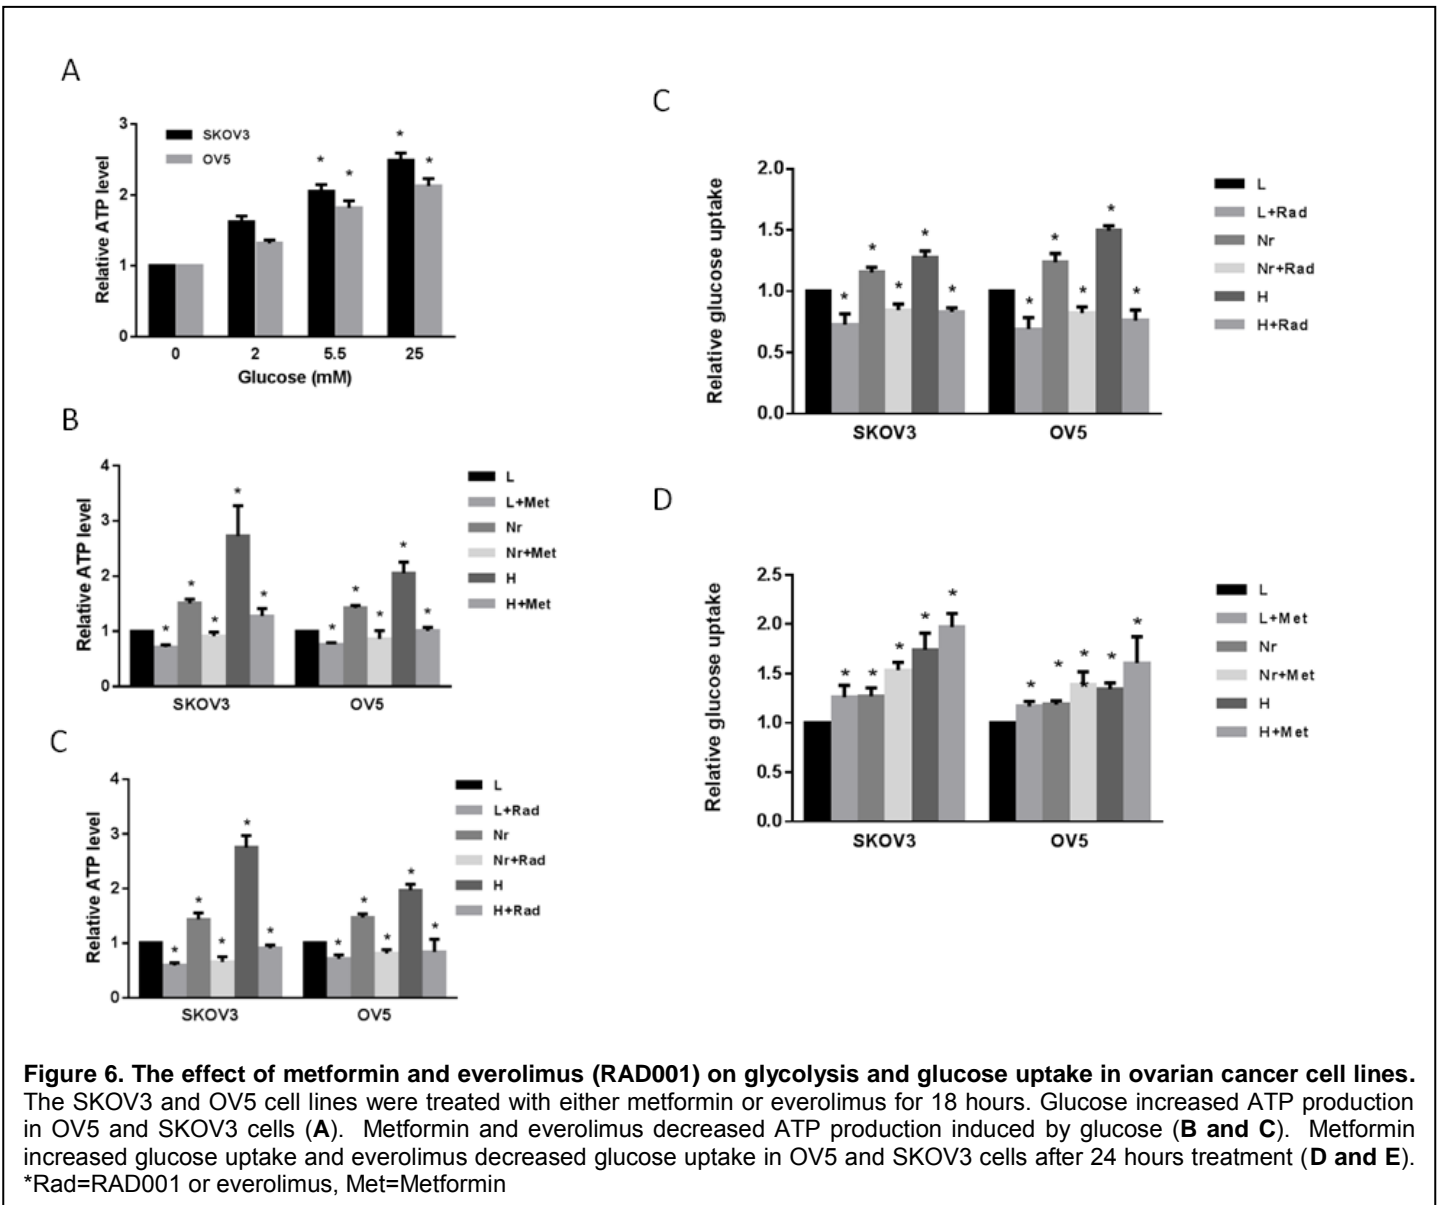 A
3
2
1
0
Relative ATP level
SKOV3
OV5
*
*
*
*
0 2 5.5 25
Glucose (mM)
B
4
3
2
1
0
Relative ATP level
* * * * *
* * * * *
SKOV3 OV5
L
L+Met
Nr
Nr+Met
H
H+Met
C
4
3
2
1
0
Relative ATP level
* * * * *
* * * * *
SKOV3 OV5
L
L+Rad
Nr
Nr+Rad
H
H+Rad
C
2.0
1.5
1.0
0.5
0.0
Relative glucose uptake
* * * * *
* * * * *
SKOV3 OV5
L
L+Rad
Nr
Nr+Rad
H
H+Rad
D
2.5
2.0
1.5
1.0
0.5
0.0
Relative glucose uptake
* * * * *
* * * * * *
SKOV3 OV5
L
L+Met
Nr
Nr+Met
H
H+Met
Figure 6. The effect of metformin and everolimus (RAD001) on glycolysis and glucose uptake in ovarian cancer cell lines.
The SKOV3 and OV5 cell lines were treated with either metformin or everolimus for 18 hours. Glucose increased ATP production
in OV5 and SKOV3 cells (A). Metformin and everolimus decreased ATP production induced by glucose (B and C). Metformin
increased glucose uptake and everolimus decreased glucose uptake in OV5 and SKOV3 cells after 24 hours treatment (D and E).
*Rad=RAD001 or everolimus, Met=Metformin